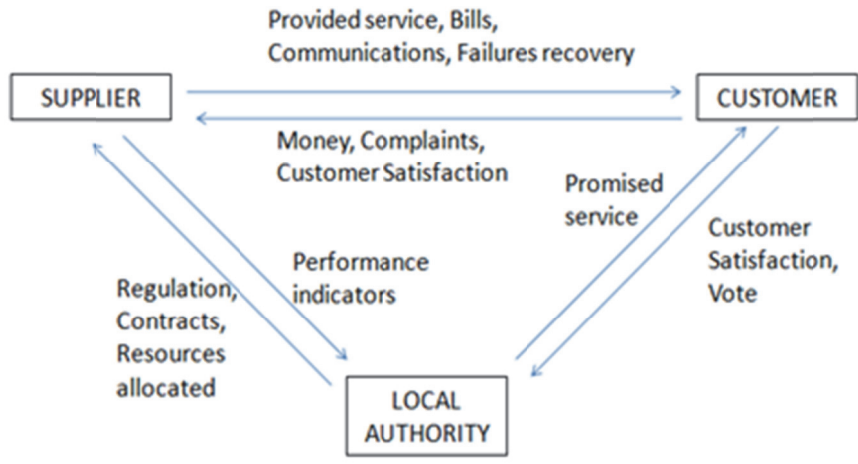 Provided service, Bills,
Communications, Failures recovery
SUPPLIER
CUSTOMER
Money, Complaints,
Customer Satisfaction
Promised
service
Customer
Satisfaction,
Vote
Performance
indicators
Regulation,
Contracts,
Resources
allocated
LOCAL
AUTHORITY